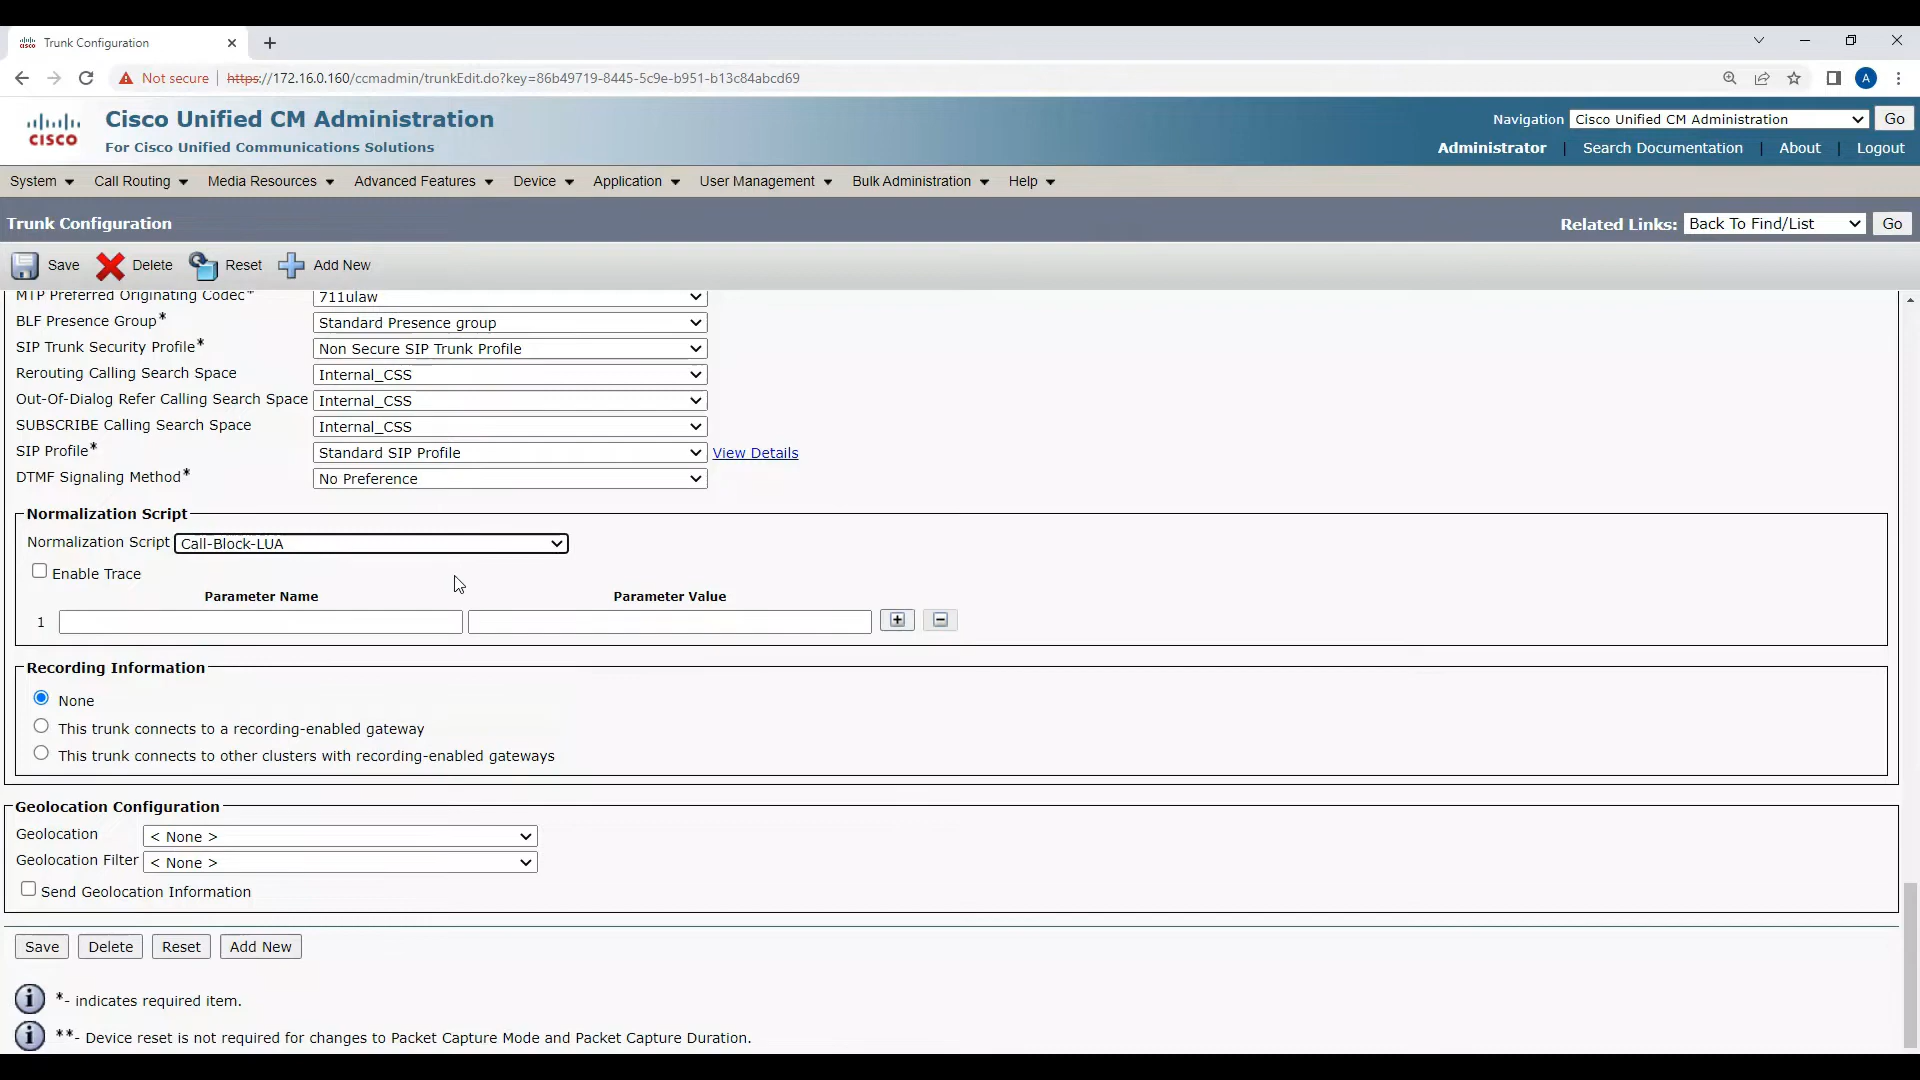 Trunk Configuration
Not secure https://172.16.0.160/ccmadmin/trunkEdit.do?key=86b49719-8445-5c9e-b951-b13c84abcd69 A
cisco Cisco Unified CM Administration
For Cisco Unified Communications Solutions
Navigation Cisco Unified CM Administration Go
Administrator | Search Documentation | About | Logout
System Call Routing Media Resources Advanced Features Device Application User Management Bulk Administration Help
Trunk Configuration Related Links: Back To Find/List Go
Save Delete Reset Add New
MTP Preferred Originating Codec* 711ulaw
BLF Presence Group* Standard Presence group
SIP Trunk Security Profile* Non Secure SIP Trunk Profile
Rerouting Calling Search Space Internal_CSS
Out-Of-Dialog Refer Calling Search Space Internal_CSS
SUBSCRIBE Calling Search Space Internal_CSS
SIP Profile* Standard SIP Profile View Details
DTMF Signaling Method* No Preference
Normalization Script
Normalization Script Call-Block-LUA
Enable Trace
Parameter Name Parameter Value
1
Recording Information
None
This trunk connects to a recording-enabled gateway
This trunk connects to other clusters with recording-enabled gateways
Geolocation Configuration
Geolocation < None >
Geolocation Filter < None >
Send Geolocation Information
Save Delete Reset Add New
*- indicates required item.
**- Device reset is not required for changes to Packet Capture Mode and Packet Capture Duration.